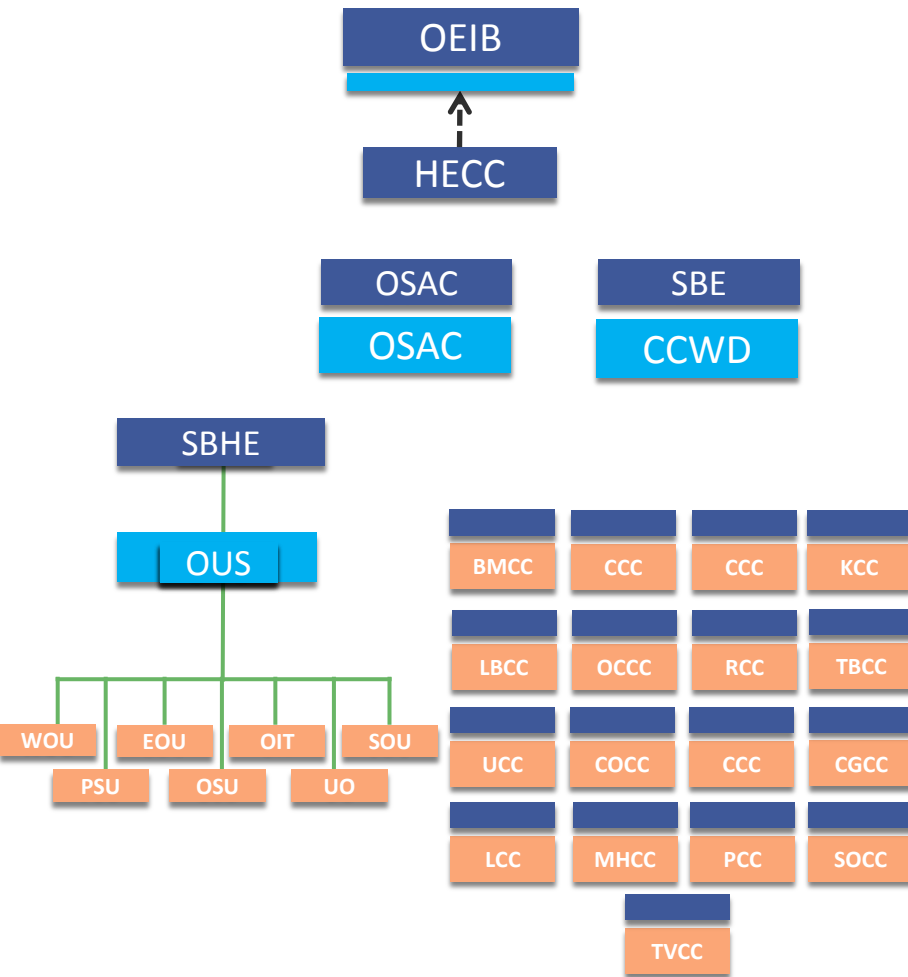 OEIB
HECC
OSAC
SBE
OSAC
CCWD
SBHE
OUS
WOU
EOU
OIT
SOU
PSU
OSU
UO
BMCC
CCC
CCC
KCC
LBCC
OCCC
RCC
TBCC
UCC
COCC
CCC
CGCC
LCC
MHCC
PCC
SOCC
TVCC